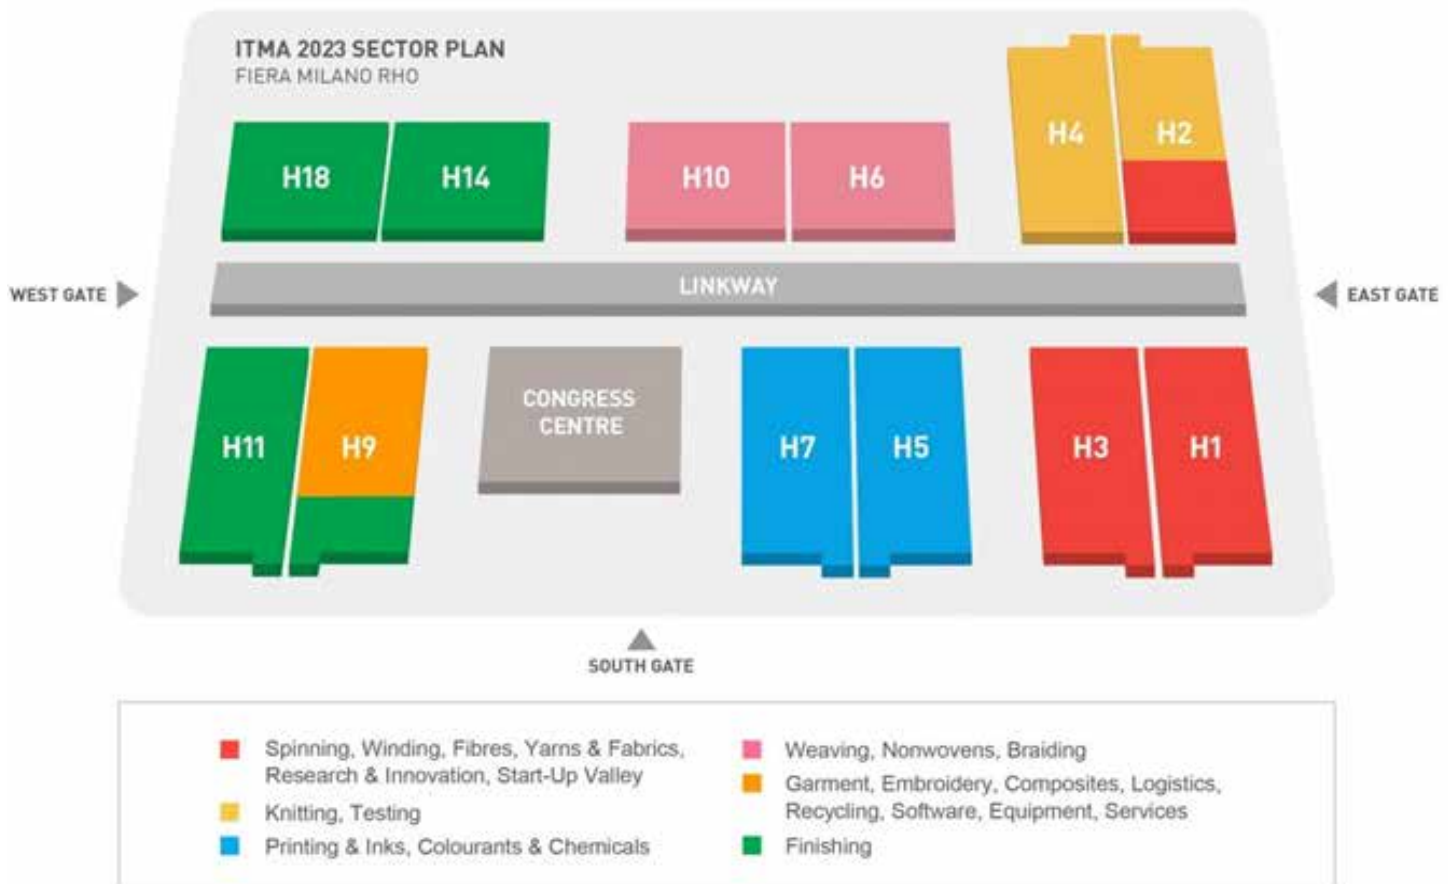 ITMA 2023 SECTOR PLAN
FIERA MILANO RHO
H4
H2
H18
H14
H10
H6
WEST GATE
LINKWAY
EAST GATE
CONGRESS
CENTRE
H11
H9
H7
H5
H3
H1
SOUTH GATE
Spinning, Winding, Fibres, Yarns & Fabrics,
Research & Innovation, Start-Up Valley
Knitting, Testing
Printing & Inks, Colourants & Chemicals
Weaving, Nonwovens, Braiding
Garment, Embroidery, Composites, Logistics,
Recycling, Software, Equipment, Services
Finishing